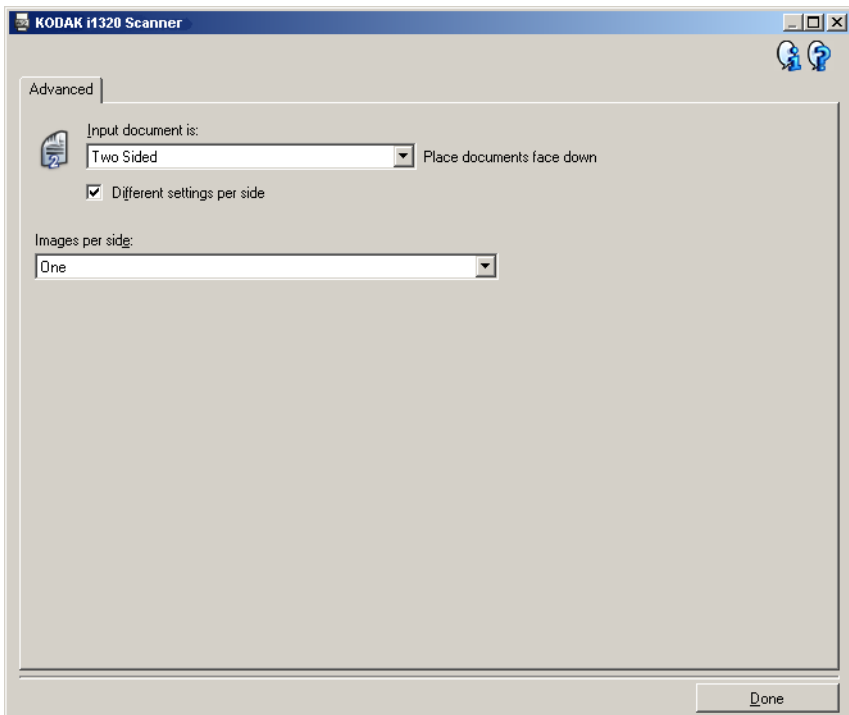 KODAK i1320 Scanner
Advanced
Input document is:
Two Sided
Place documents face down
Different settings per side
Images per side:
One
Done